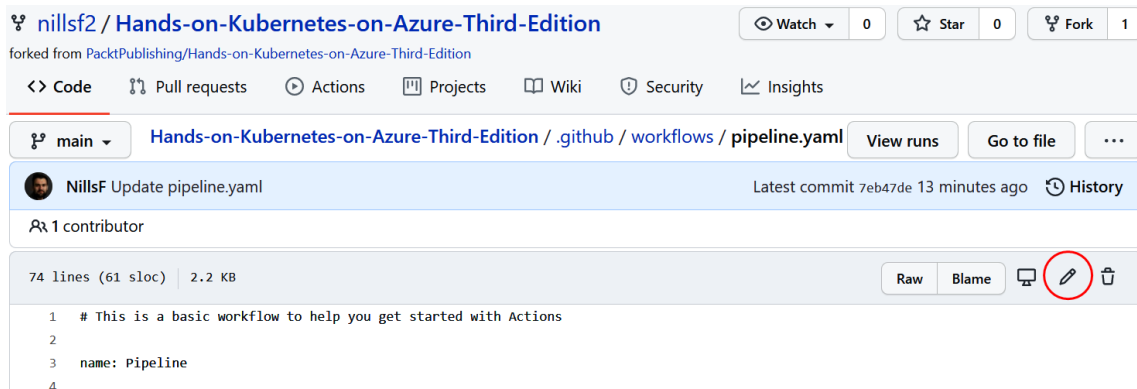 nillsf2 / Hands-on-Kubernetes-on-Azure-Third-Edition Watch 0 Star 0 Fork 1
forked from PacktPublishing/Hands-on-Kubernetes-on-Azure-Third-Edition
<> Code Pull requests Actions Projects Wiki Security Insights
main Hands-on-Kubernetes-on-Azure-Third-Edition / .github / workflows / pipeline.yaml View runs Go to file ...
NillsF Update pipeline.yaml Latest commit 7eb47de 13 minutes ago History
1 contributor
74 lines (61 sloc) 2.2 KB Raw Blame
1 # This is a basic workflow to help you get started with Actions
2
3 name: Pipeline
4